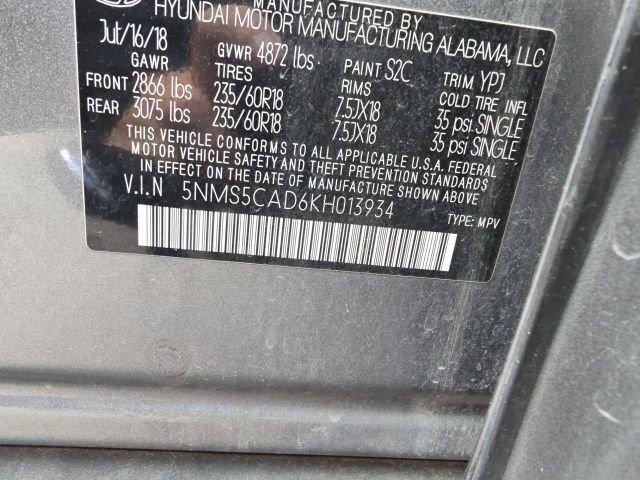 MANUFACTURED BY
HYUNDAI MOTOR MANUFACTURING ALABAMA, LLC
Jul/16/18 GVWR 4872 lbs PAINT S2C TRIM YPJ
GAWR TIRES RIMS COLD TIRE INFL
FRONT 2866 lbs 235/60R18 7.5JX18 35 psi SINGLE
REAR 3075 lbs 235/60R18 7.5JX18 35 psi SINGLE
THIS VEHICLE CONFORMS TO ALL APPLICABLE U.S.A. FEDERAL
MOTOR VEHICLE SAFETY AND THEFT PREVENTION STANDARDS
IN EFFECT ON THE DATE OF MANUFACTURE SHOWN ABOVE.
V.I.N 5NMS5CAD6KH013934 TYPE: MPV